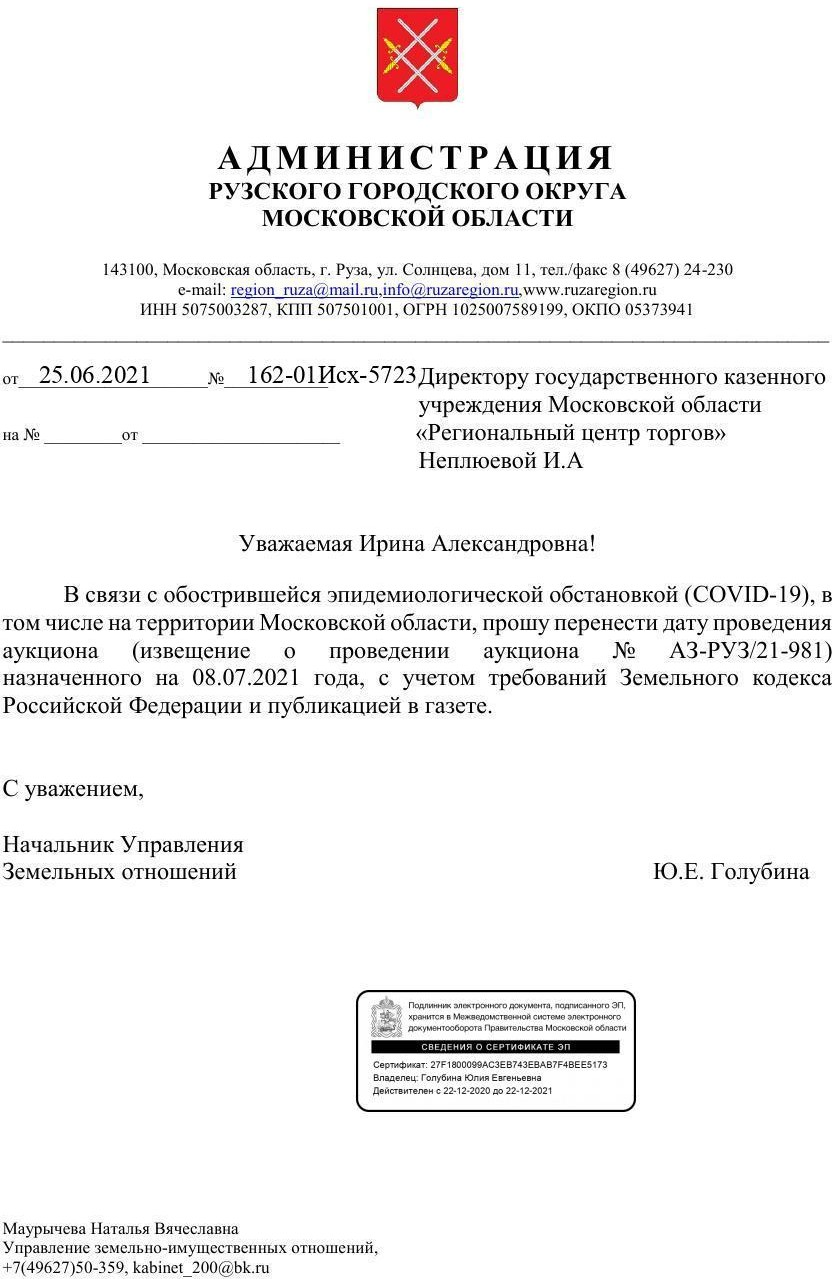 АДМИНИСТРАЦИЯ
РУЗСКОГО ГОРОДСКОГО ОКРУГА
МОСКОВСКОЙ ОБЛАСТИ
143100, Московская область, г. Руза, ул. Солнцева, дом 11, тел./факс 8 (49627) 24-230
e-mail: region_ruza@mail.ru,info@ruzaregion.ru,www.ruzaregion.ru
ИНН 5075003287, КПП 507501001, ОГРН 1025007589199, ОКПО 05373941
от 25.06.2021 № 162-01Исх-5723
на № _________от _______________________
Директору государственного казенного
учреждения Московской области
«Региональный центр торгов»
Неплюевой И.А
Уважаемая Ирина Александровна!
В связи с обострившейся эпидемиологической обстановкой (COVID-19), в
том числе на территории Московской области, прошу перенести дату проведения
аукциона (извещение о проведении аукциона № АЗ-РУЗ/21-981)
назначенного на 08.07.2021 года, с учетом требований Земельного кодекса
Российской Федерации и публикацией в газете.
С уважением,
Начальник Управления
Земельных отношений Ю.Е. Голубина
Подлинник электронного документа, подписанного ЭП,
хранится в Межведомственной системе электронного
документооборота Правительства Московской области
СВЕДЕНИЯ О СЕРТИФИКАТЕ ЭП
Сертификат: 27F1800099AC3EB743EBAB7F4BEE5173
Владелец: Голубина Юлия Евгеньевна
Действителен с 22-12-2020 до 22-12-2021
Маурычева Наталья Вячеславна
Управление земельно-имущественных отношений,
+7(49627)50-359, kabinet_200@bk.ru